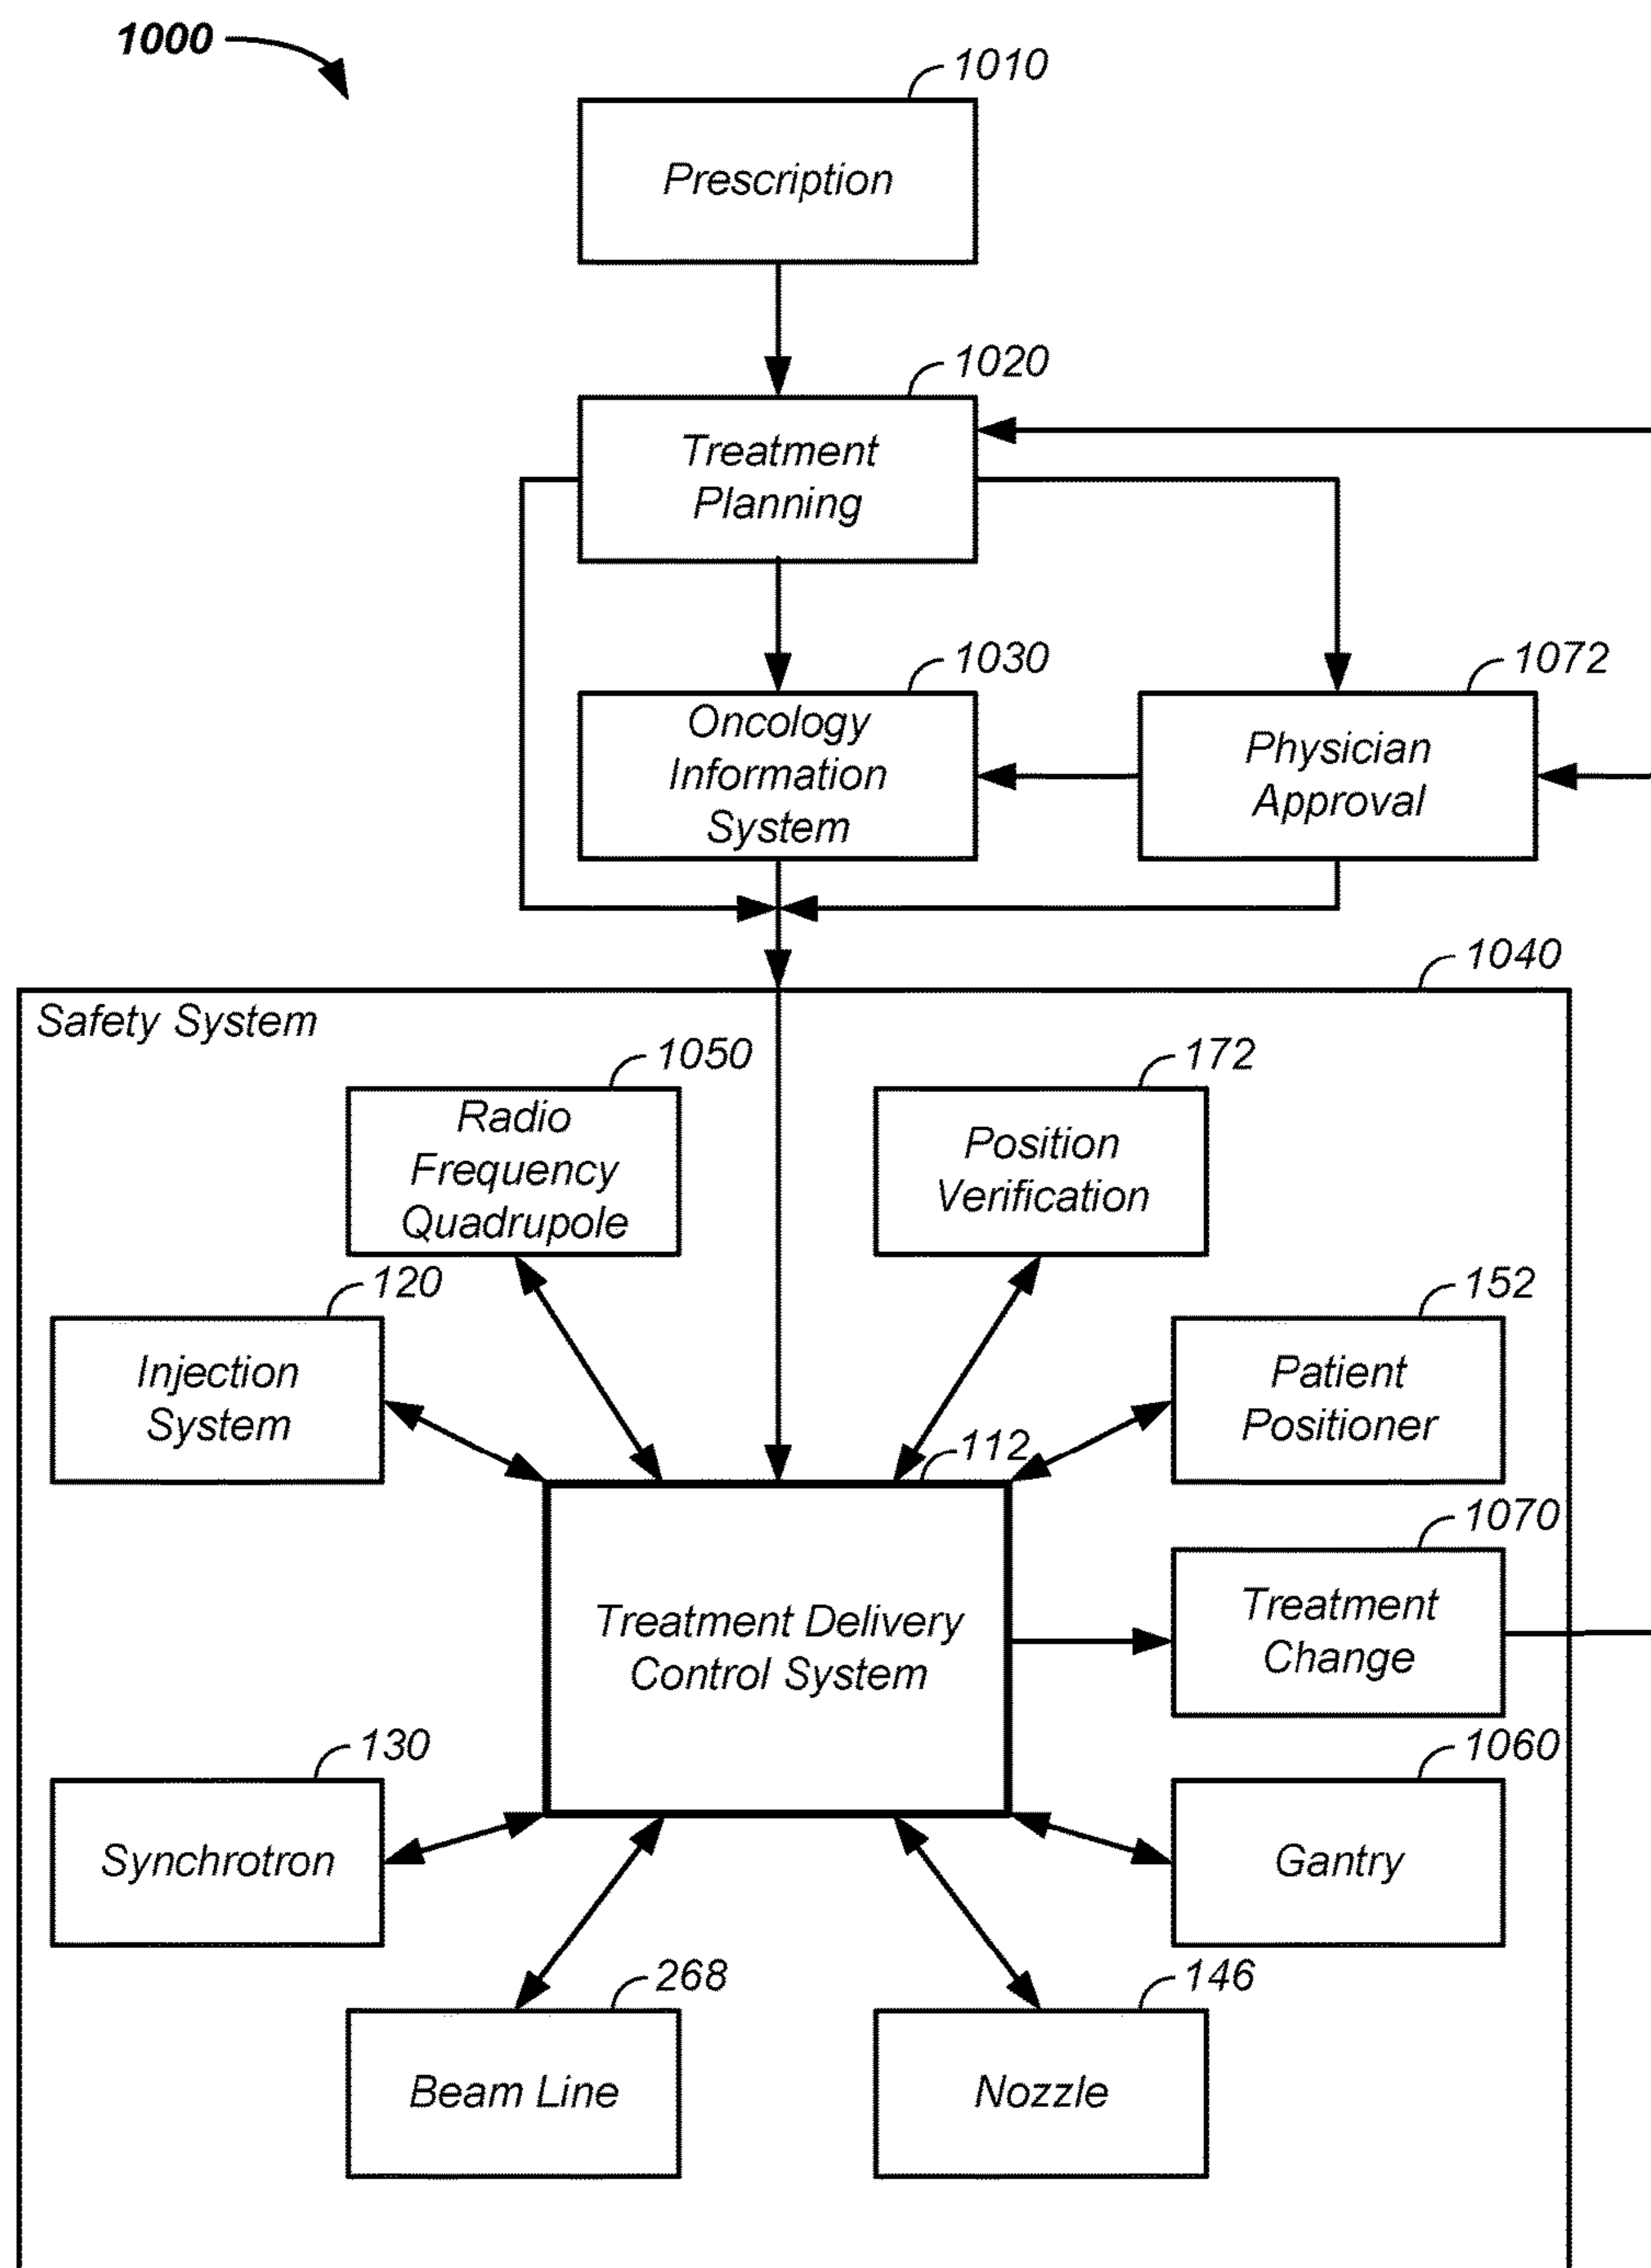 1000
1010
Prescription
1020
Treatment
Planning
1030
Oncology
Information
System
1072
Physician
Approval
1040
Safety System
1050
Radio
Frequency
Quadrupole
172
Position
Verification
120
Injection
System
152
Patient
Positioner
112
Treatment Delivery
Control System
1070
Treatment
Change
130
Synchrotron
1060
Gantry
268
Beam Line
146
Nozzle